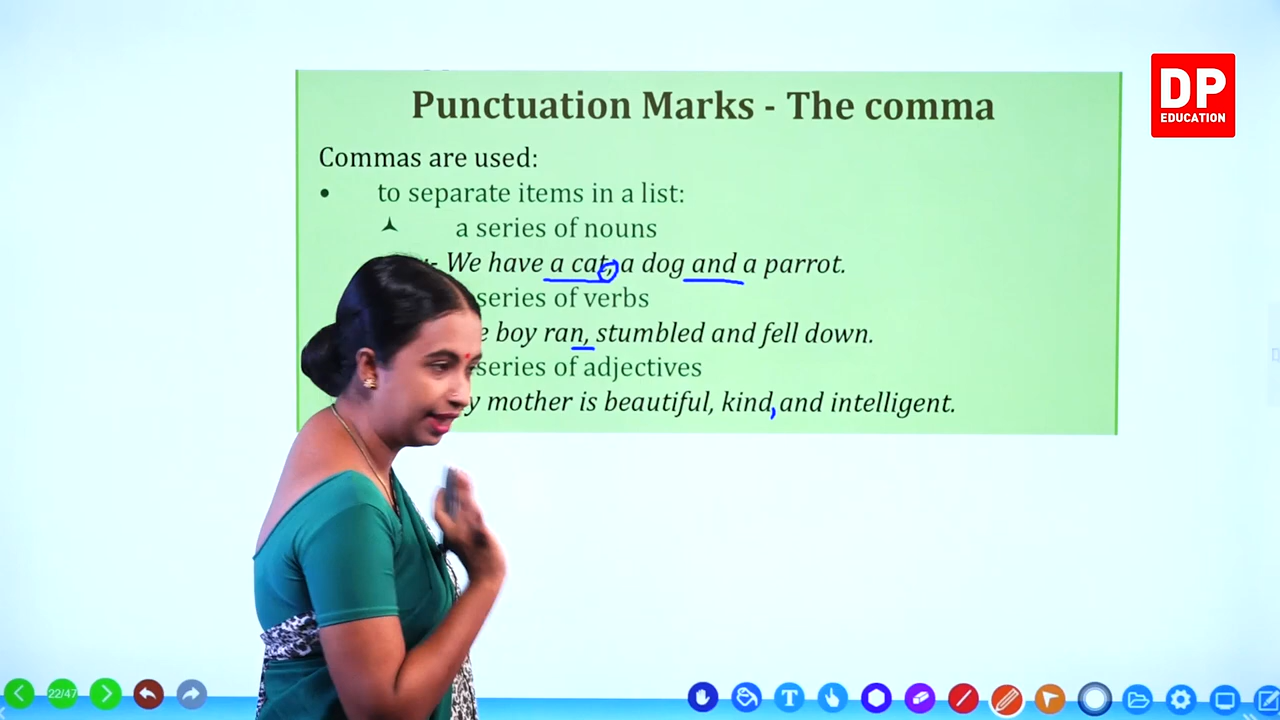 DP
EDUCATION
Punctuation Marks - The comma
Commas are used:
• to separate items in a list:
a series of nouns
We have a cat, a dog and a parrot.
series of verbs
boy ran, stumbled and fell down.
series of adjectives
mother is beautiful, kind, and intelligent.
22/47
T